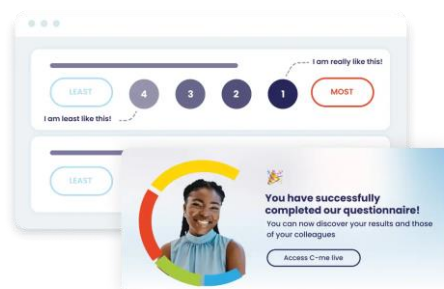 I am really like this!
LEAST 4 3 2 1 MOST
I am least like this!
LEAST
You have successfully
completed our questionnaire!
You can now discover your results and those
of your colleagues
Access C-me live